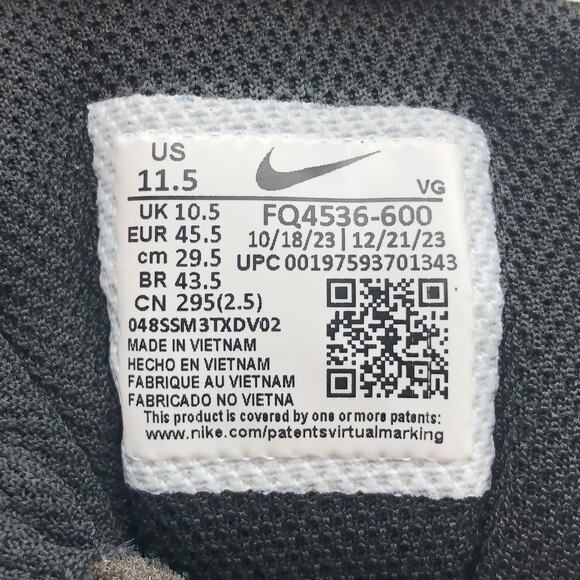 US
11.5
VG
UK 10.5
FQ4536-600
EUR 45.5
10/18/23 | 12/21/23
cm 29.5
UPC 00197593701343
BR 43.5
CN 295(2.5)
048SSM3TXDV02
MADE IN VIETNAM
HECHO EN VIETNAM
FABRIQUE AU VIETNAM
FABRICADO NO VIETNA
This product is covered by one or more patents:
www.nike.com/patentsvirtualmarking